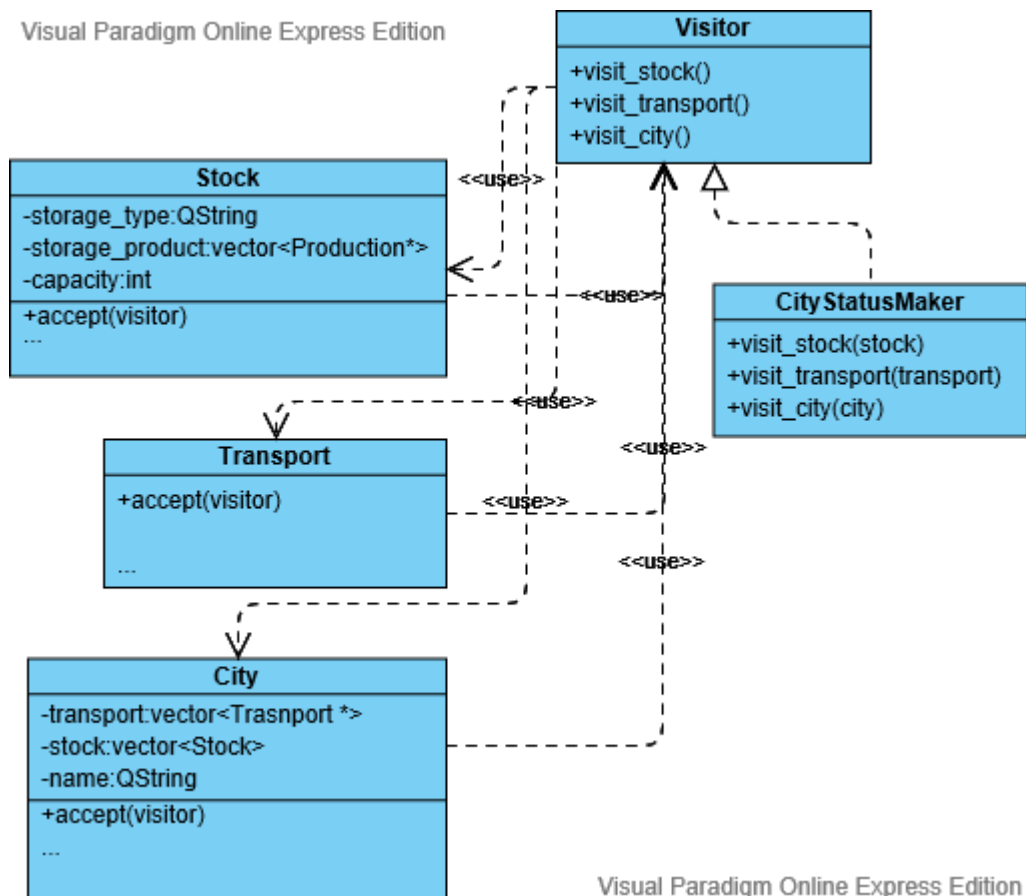 Visual Paradigm Online Express Edition
Visitor
+visit_stock()
+visit_transport()
+visit_city()
Stock
-storage_type:QString
-storage_product:vector<Production*>
-capacity:int
+accept(visitor)
...
<<use>>
<<use>>
CityStatusMaker
+visit_stock(stock)
+visit_transport(transport)
+visit_city(city)
<<use>>
Transport
+accept(visitor)
...
<<use>>
<<use>>
<<use>>
City
-transport:vector<Trasnport *>
-stock:vector<Stock>
-name:QString
+accept(visitor)
...
Visual Paradigm Online Express Edition